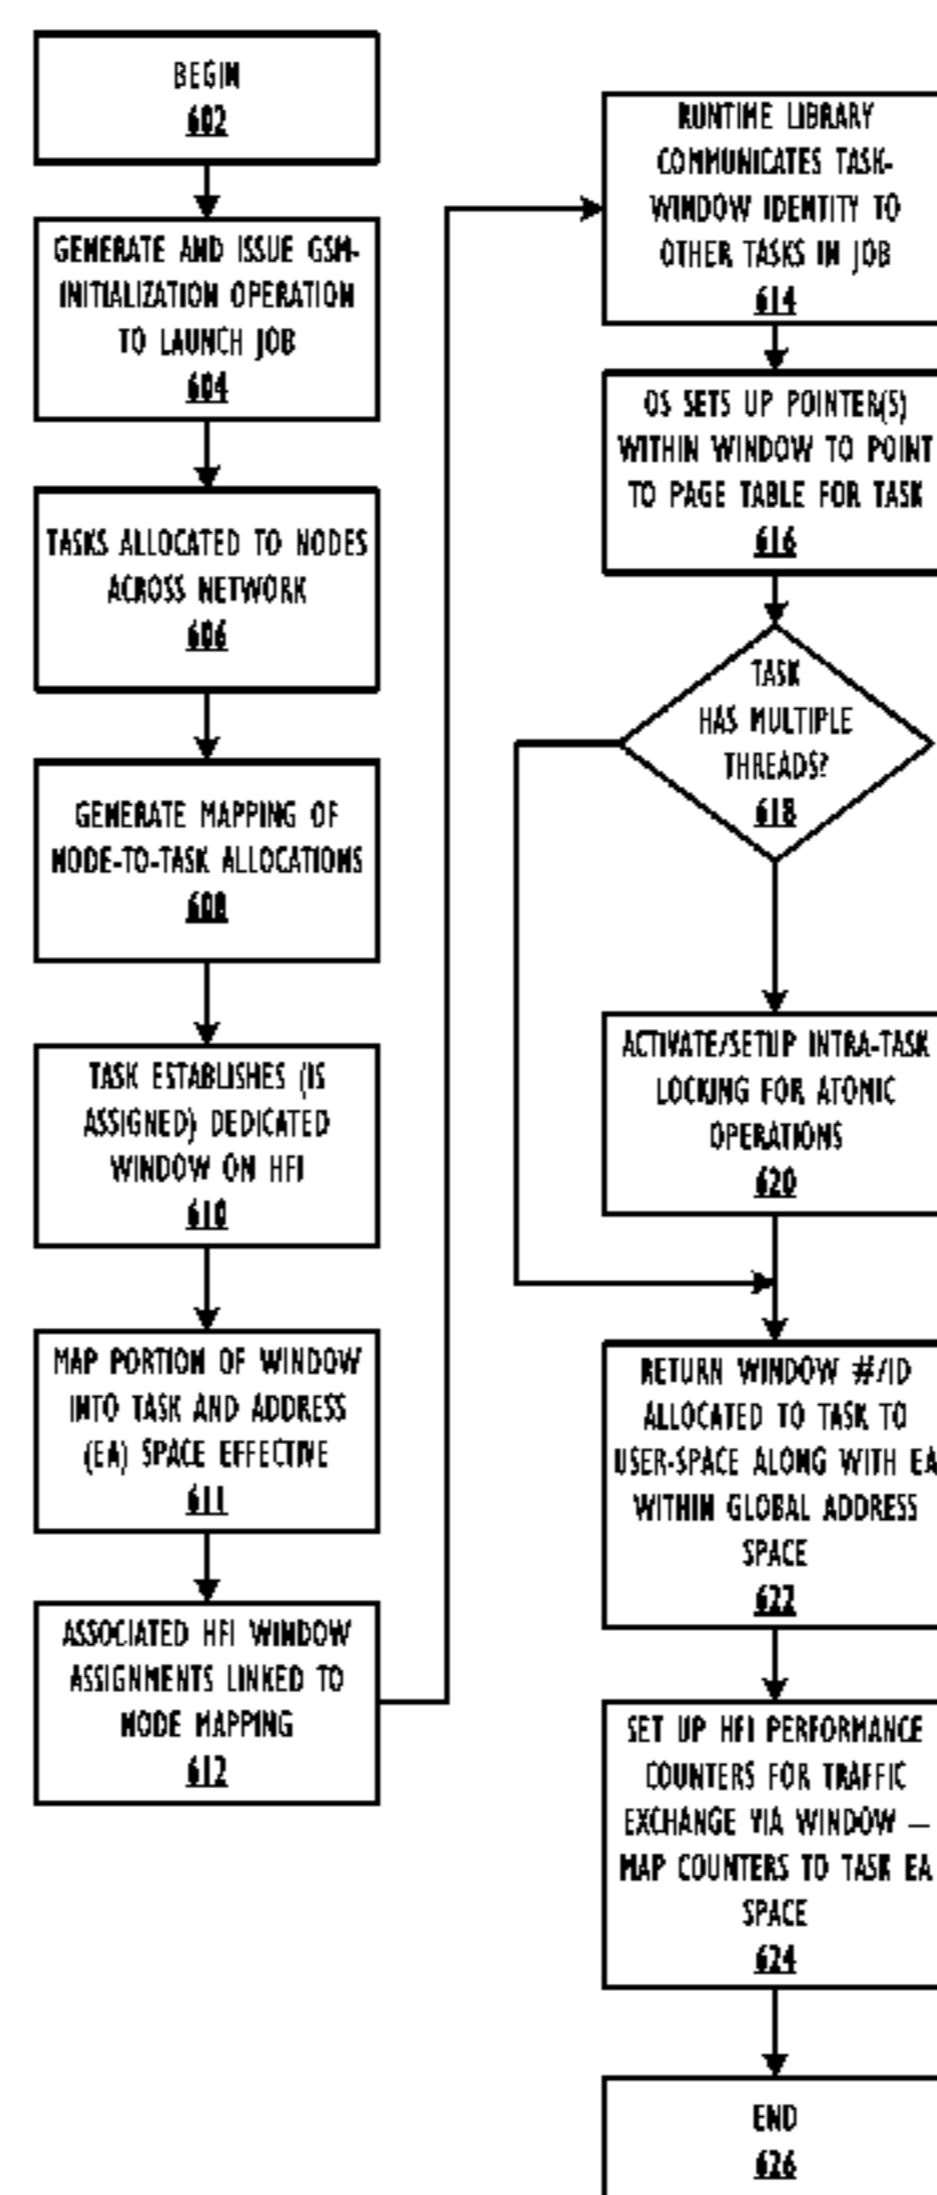 BEGIN
602
GENERATE AND ISSUE GSM-
INITIALIZATION OPERATION
TO LAUNCH JOB
604
TASKS ALLOCATED TO NODES
ACROSS NETWORK
606
GENERATE MAPPING OF
NODE-TO-TASK ALLOCATIONS
608
TASK ESTABLISHES (IS
ASSIGNED) DEDICATED
WINDOW ON HFI
610
MAP PORTION OF WINDOW
INTO TASK AND ADDRESS
(EA) SPACE EFFECTIVE
611
ASSOCIATED HFI WINDOW
ASSIGNMENTS LINKED TO
NODE MAPPING
612
RUNTIME LIBRARY
COMMUNICATES TASK-
WINDOW IDENTITY TO
OTHER TASKS IN JOB
614
OS SETS UP POINTER(S)
WITHIN WINDOW TO POINT
TO PAGE TABLE FOR TASK
616
TASK
HAS MULTIPLE
THREADS?
618
ACTIVATE/SETUP INTRA-TASK
LOCKING FOR ATOMIC
OPERATIONS
620
RETURN WINDOW #/ID
ALLOCATED TO TASK TO
USER-SPACE ALONG WITH EA
WITHIN GLOBAL ADDRESS
SPACE
622
SET UP HFI PERFORMANCE
COUNTERS FOR TRAFFIC
EXCHANGE VIA WINDOW —
MAP COUNTERS TO TASK EA
SPACE
624
END
626